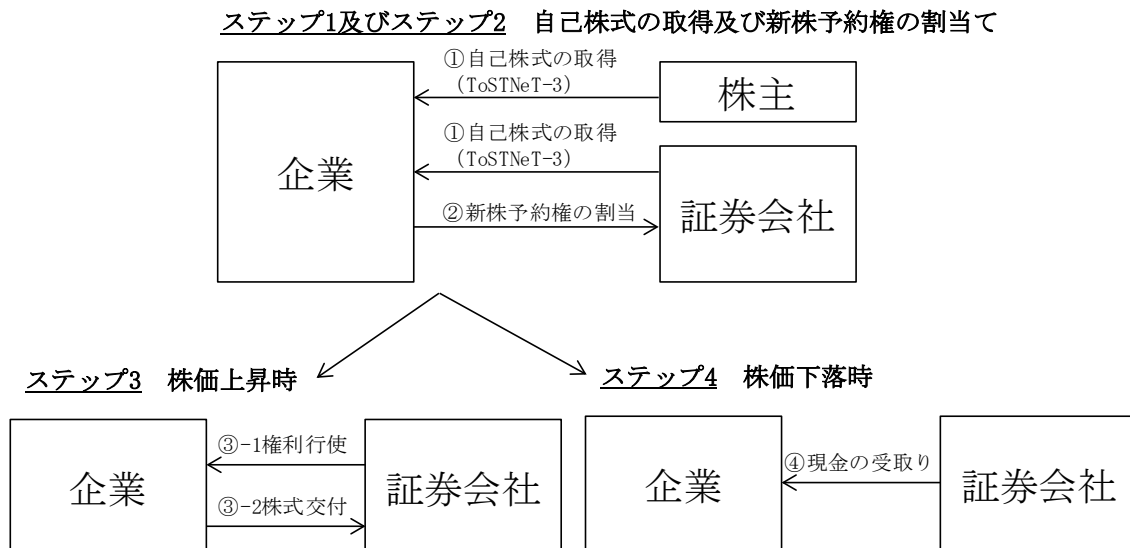 ステップ1及びステップ2　自己株式の取得及び新株予約権の割当て
①自己株式の取得
（ToSTNeT-3）
株主
①自己株式の取得
（ToSTNeT-3）
企業
②新株予約権の割当
証券会社
ステップ3　株価上昇時
ステップ4　株価下落時
企業
③-1権利行使
③-2株式交付
証券会社
企業
④現金の受取り
証券会社